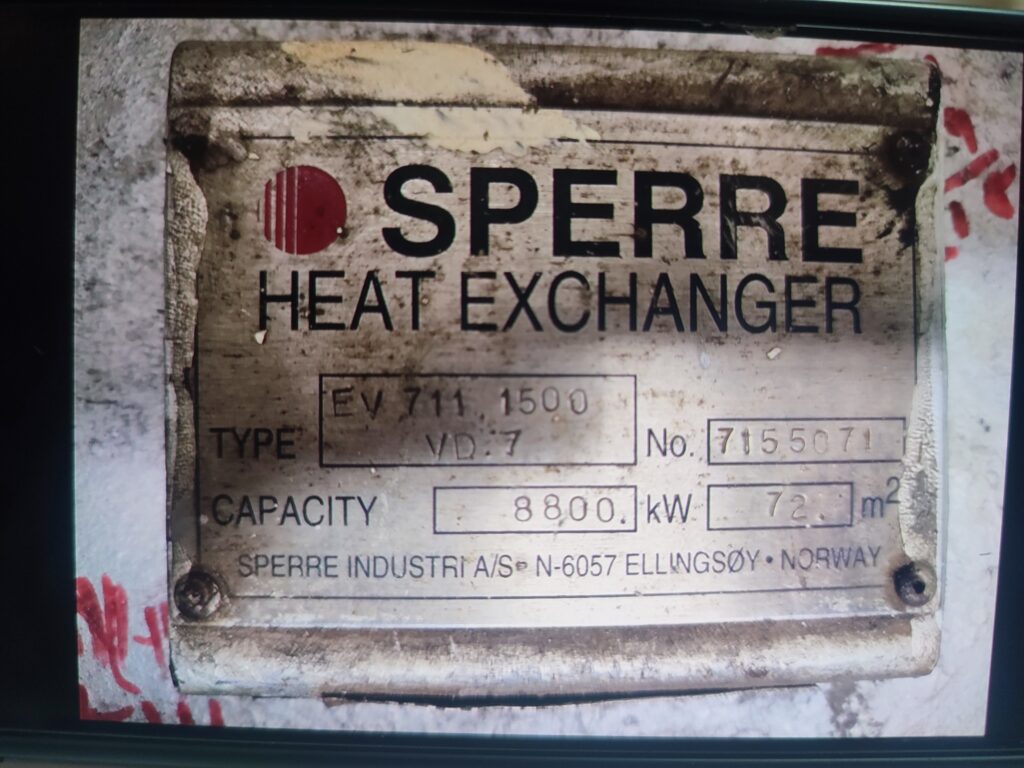 SPERRE
HEAT EXCHANGER
EV 711 1500
TYPE VD.7 No. 7155071
CAPACITY 8800. kW 72. m²
SPERRE INDUSTRI A/S • N-6057 ELLINGSØY • NORWAY